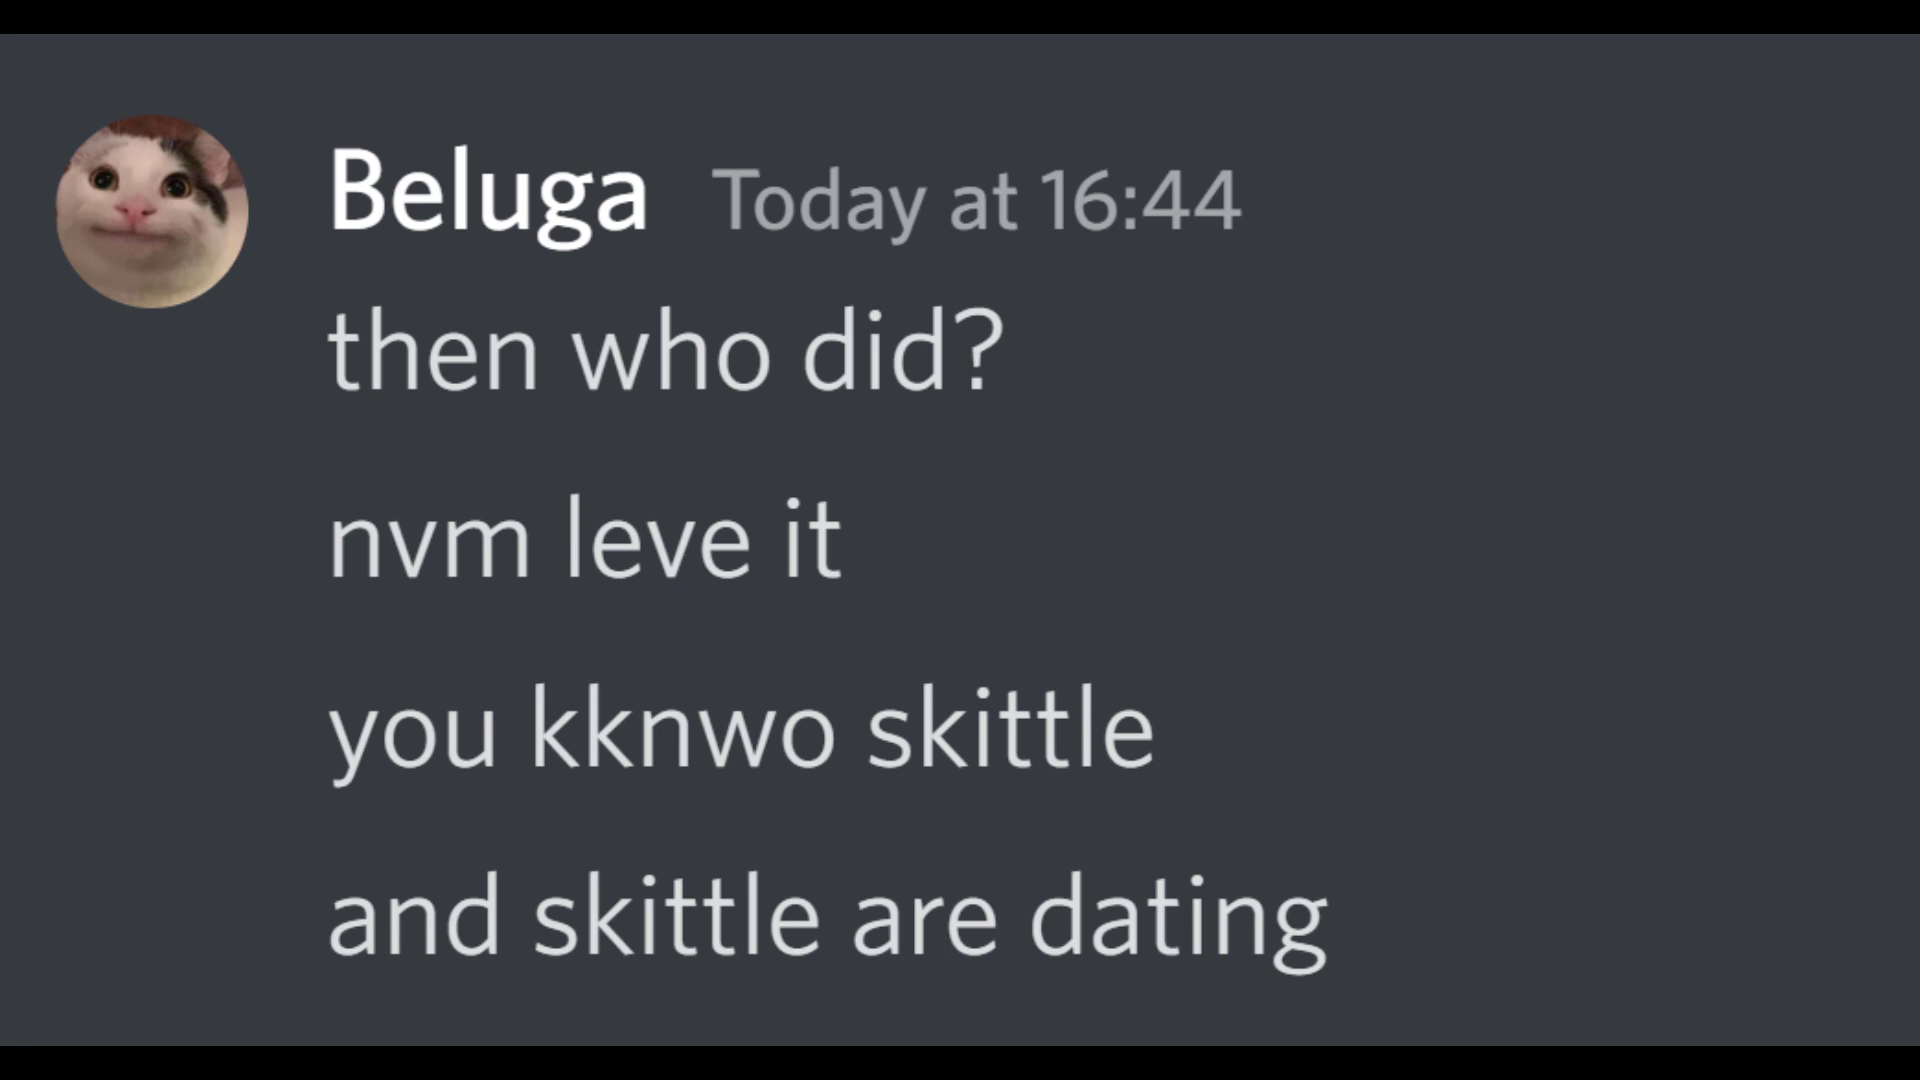 Beluga Today at 16:44
then who did?
nvm leve it
you kknwo skittle
and skittle are dating